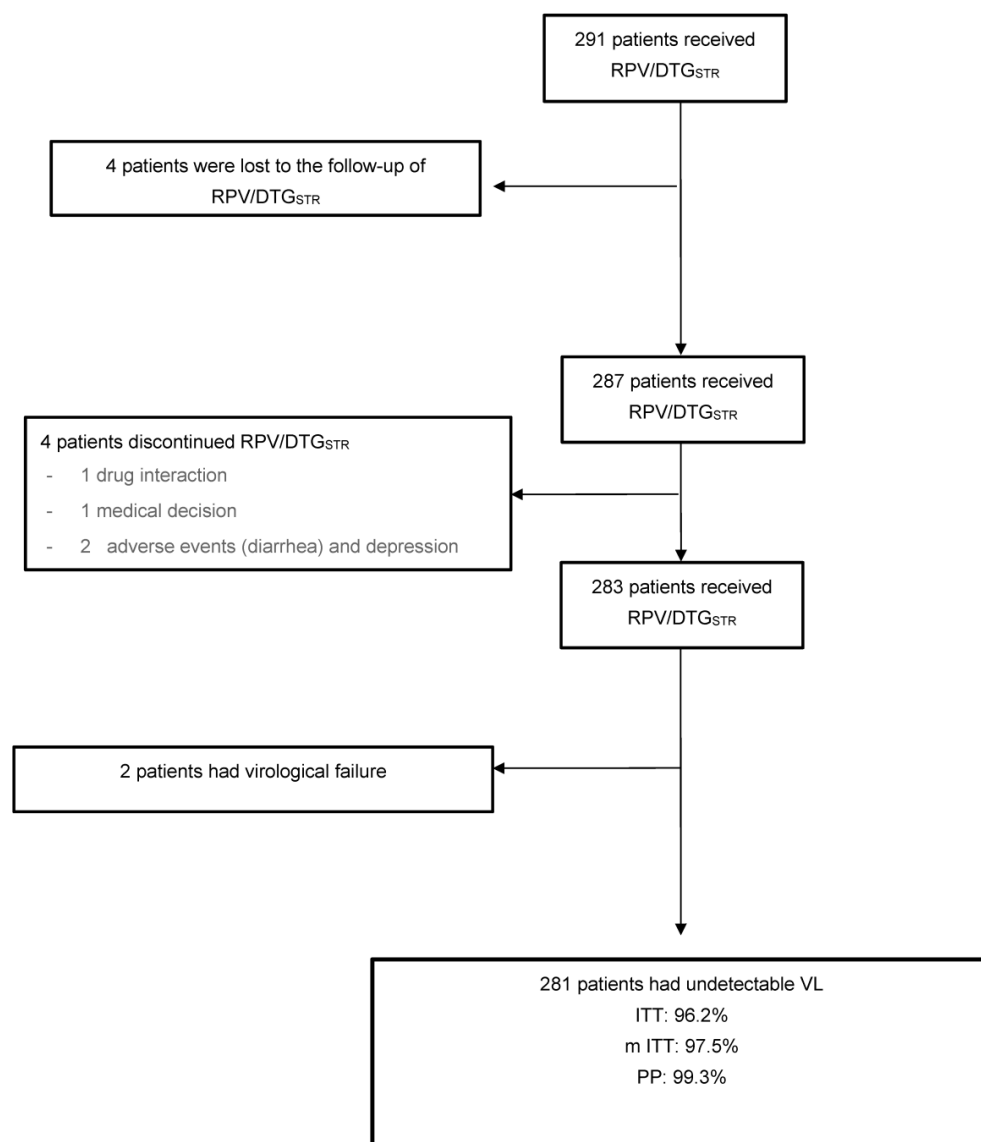 291 patients received
RPV/DTGSTR
4 patients were lost to the follow-up of
RPV/DTGSTR
287 patients received
RPV/DTGSTR
4 patients discontinued RPV/DTGSTR
- 1 drug interaction
- 1 medical decision
- 2 adverse events (diarrhea) and depression
283 patients received
RPV/DTGSTR
2 patients had virological failure
281 patients had undetectable VL
ITT: 96.2%
m ITT: 97.5%
PP: 99.3%